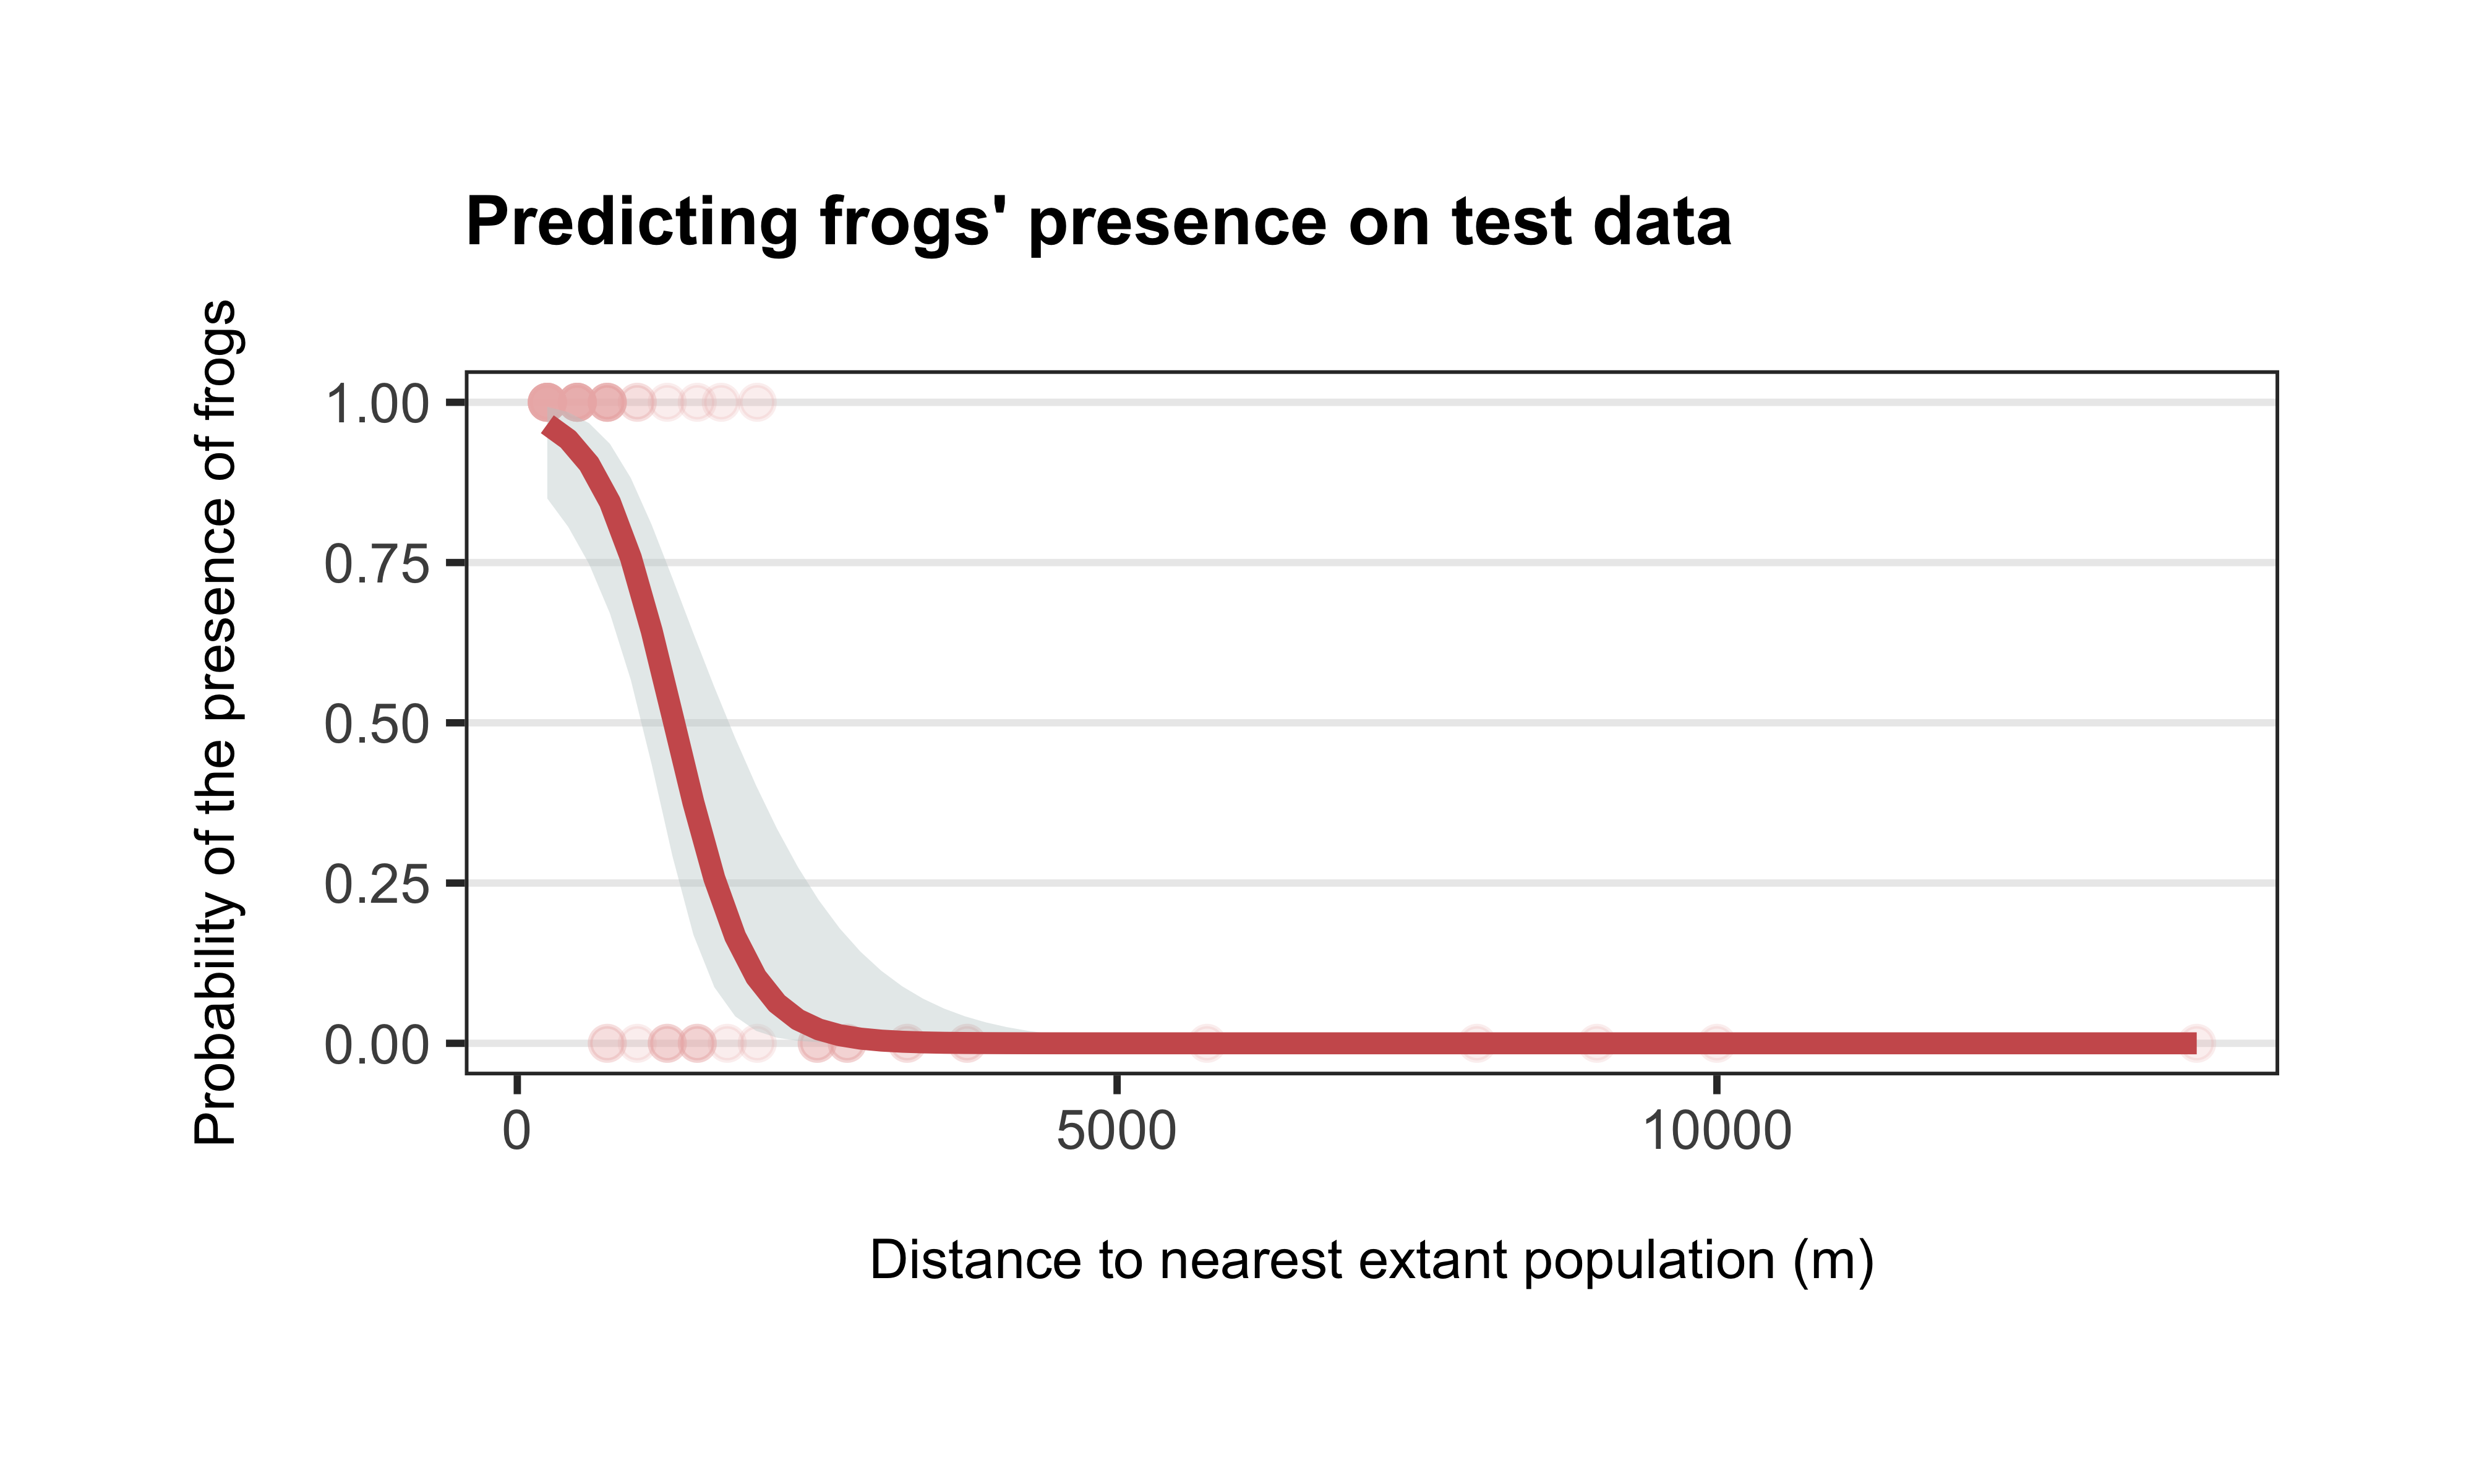 Predicting frogs' presence on test data
Probability of the presence of frogs
1.00
0.75
0.50
0.25
0.00
0
5000
10000
Distance to nearest extant population (m)